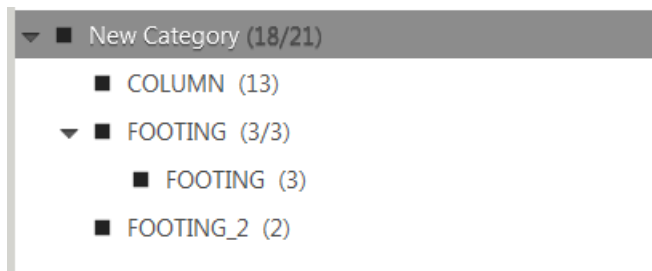 New Category (18/21)
COLUMN (13)
FOOTING (3/3)
FOOTING (3)
FOOTING_2 (2)